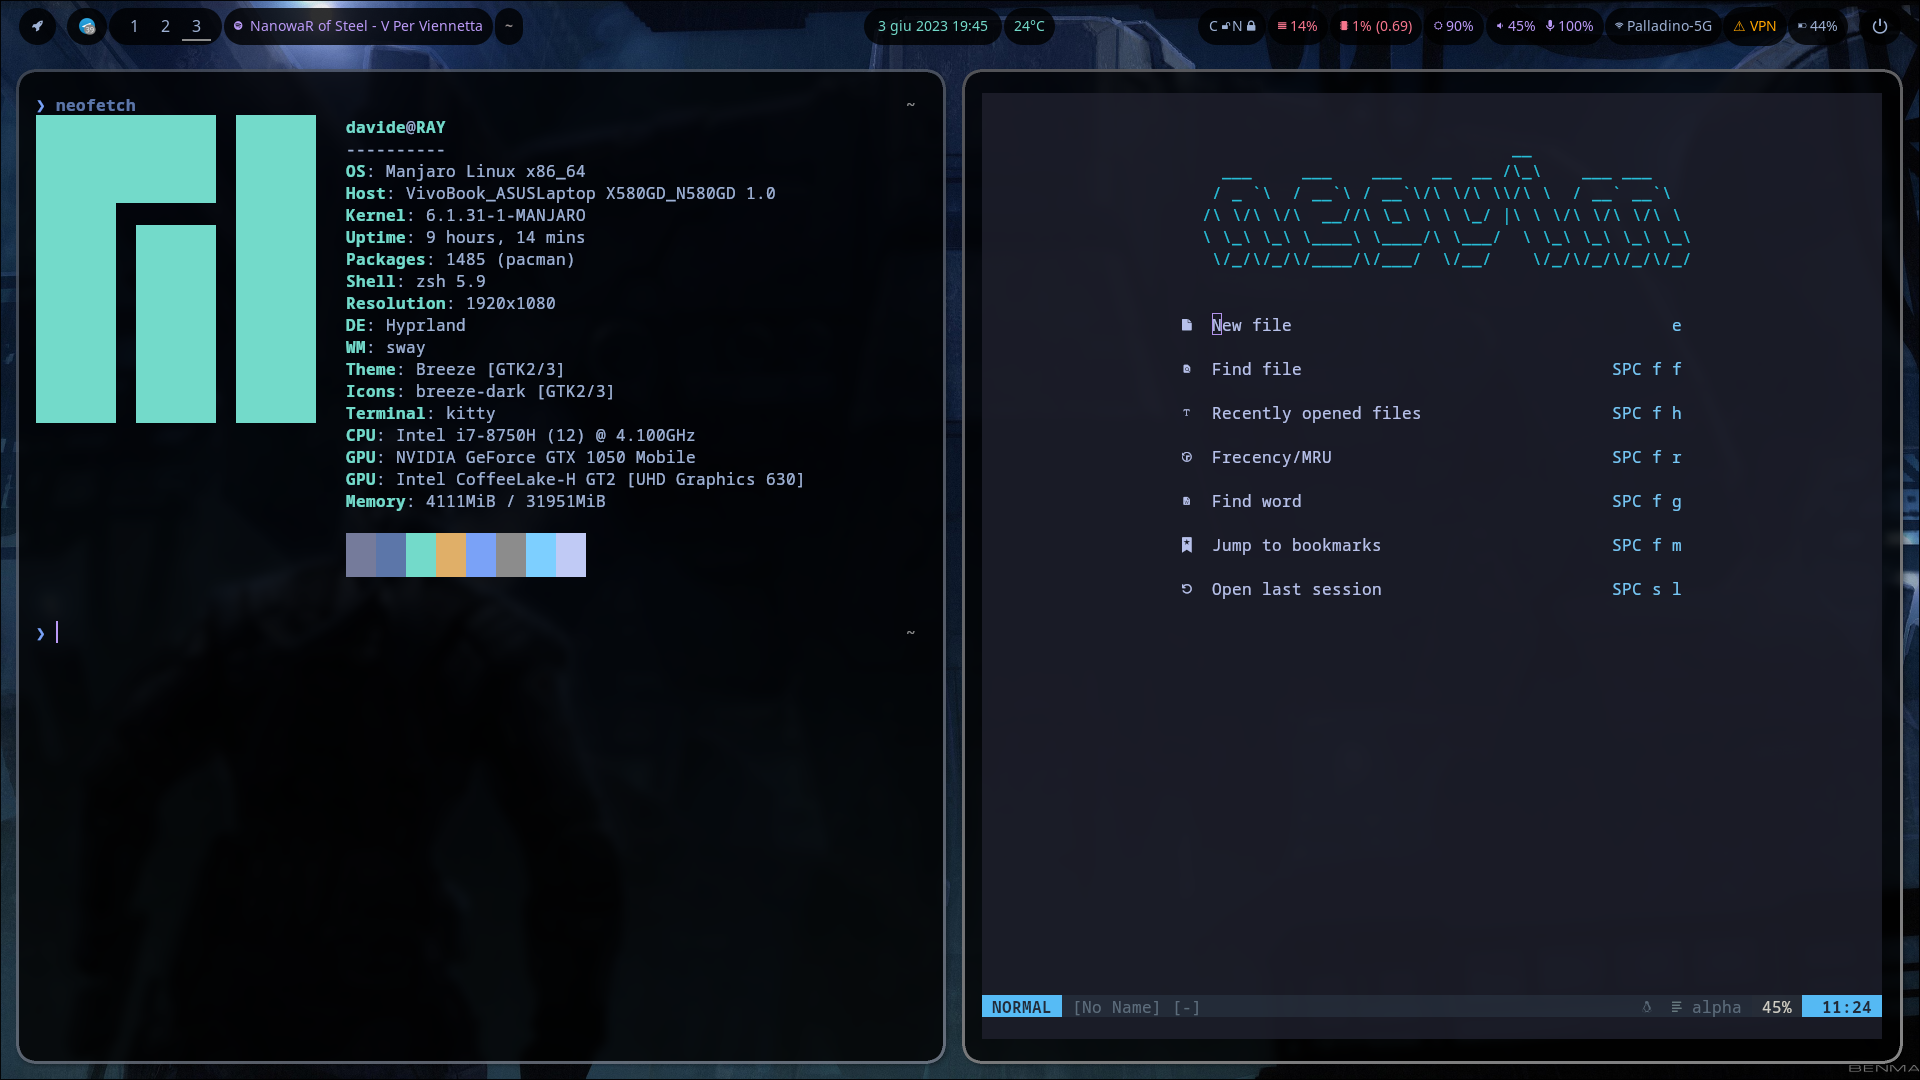 1 2 3 NanowaR of Steel - V Per Viennetta ~ 3 giu 2023 19:45 24°C C N 14% 1% (0.69) 90% 45% 100% Palladino-5G VPN 44%
❯ neofetch ~
davide@RAY
----------
OS: Manjaro Linux x86_64
Host: VivoBook_ASUSLaptop X580GD_N580GD 1.0
Kernel: 6.1.31-1-MANJARO
Uptime: 9 hours, 14 mins
Packages: 1485 (pacman)
Shell: zsh 5.9
Resolution: 1920x1080
DE: Hyprland
WM: sway
Theme: Breeze [GTK2/3]
Icons: breeze-dark [GTK2/3]
Terminal: kitty
CPU: Intel i7-8750H (12) @ 4.100GHz
GPU: NVIDIA GeForce GTX 1050 Mobile
GPU: Intel CoffeeLake-H GT2 [UHD Graphics 630]
Memory: 4111MiB / 31951MiB
❯ ~
neovim
New file e
Find file SPC f f
Recently opened files SPC f h
Frecency/MRU SPC f r
Find word SPC f g
Jump to bookmarks SPC f m
Open last session SPC s l
NORMAL [No Name] [-] alpha 45% 11:24
BENMA